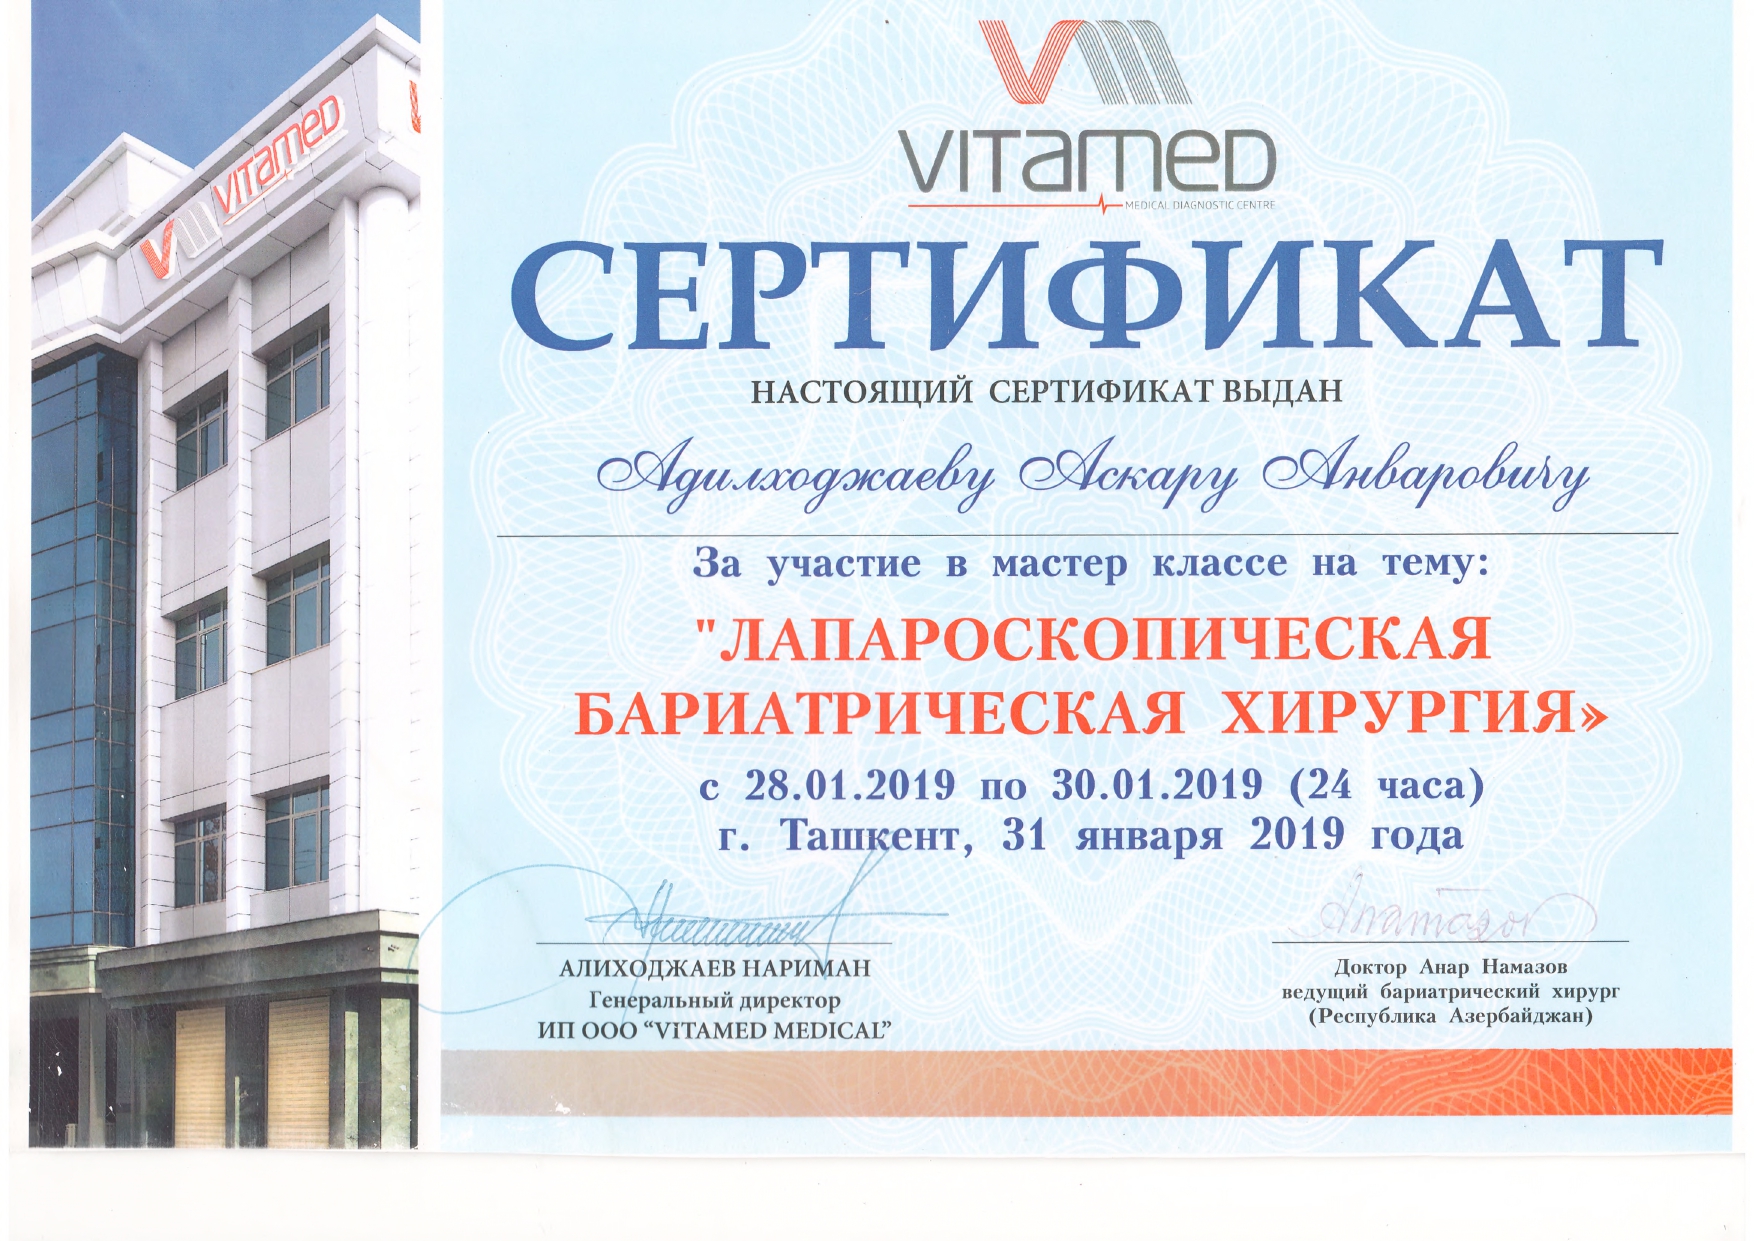 VITAMED
VITAMED
MEDICAL DIAGNOSTIC CENTRE
СЕРТИФИКАТ
НАСТОЯЩИЙ СЕРТИФИКАТ ВЫДАН
Адилходжаеву Аскару Анваровичу
За участие в мастер классе на тему:
"ЛАПАРОСКОПИЧЕСКАЯ
БАРИАТРИЧЕСКАЯ ХИРУРГИЯ»
с 28.01.2019 по 30.01.2019 (24 часа)
г. Ташкент, 31 января 2019 года
АЛИХОДЖАЕВ НАРИМАН
Генеральный директор
ИП ООО “VITAMED MEDICAL”
Доктор Анар Намазов
ведущий бариатрический хирург
(Республика Азербайджан)